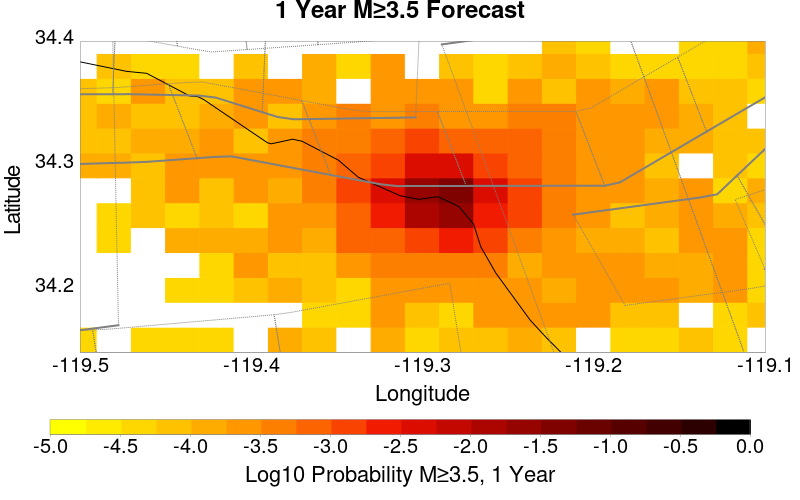 1 Year M≥3.5 Forecast
34.4
34.3
34.2
Latitude
-119.5 -119.4 -119.3 -119.2 -119.1
Longitude
-5.0 -4.5 -4.0 -3.5 -3.0 -2.5 -2.0 -1.5 -1.0 -0.5 0.0
Log10 Probability M≥3.5, 1 Year